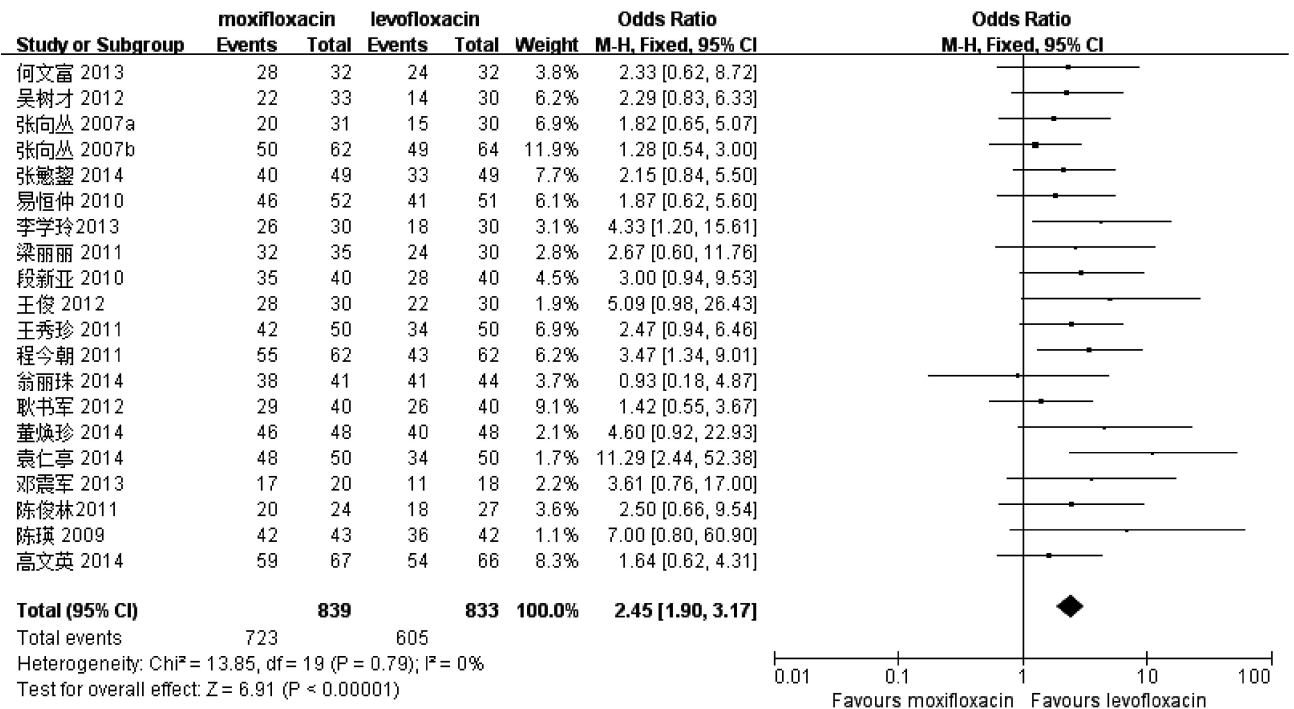 moxifloxacin levofloxacin Odds Ratio Odds Ratio
Study or Subgroup Events Total Events Total Weight M-H, Fixed, 95% CI M-H, Fixed, 95% CI
何文富 2013 28 32 24 32 3.8% 2.33 [0.62, 8.72]
吴树才 2012 22 33 14 30 6.2% 2.29 [0.83, 6.33]
张向丛 2007a 20 31 15 30 6.9% 1.82 [0.65, 5.07]
张向丛 2007b 50 62 49 64 11.9% 1.28 [0.54, 3.00]
张敏鋆 2014 40 49 33 49 7.7% 2.15 [0.84, 5.50]
易恒仲 2010 46 52 41 51 6.1% 1.87 [0.62, 5.60]
李学玲2013 26 30 18 30 3.1% 4.33 [1.20, 15.61]
梁丽丽 2011 32 35 24 30 2.8% 2.67 [0.60, 11.76]
段新亚 2010 35 40 28 40 4.5% 3.00 [0.94, 9.53]
王俊 2012 28 30 22 30 1.9% 5.09 [0.98, 26.43]
王秀珍 2011 42 50 34 50 6.9% 2.47 [0.94, 6.46]
程今朝 2011 55 62 43 62 6.2% 3.47 [1.34, 9.01]
翁丽珠 2014 38 41 41 44 3.7% 0.93 [0.18, 4.87]
耿书军 2012 29 40 26 40 9.1% 1.42 [0.55, 3.67]
董焕珍 2014 46 48 40 48 2.1% 4.60 [0.92, 22.93]
袁仁亭 2014 48 50 34 50 1.7% 11.29 [2.44, 52.38]
邓震军 2013 17 20 11 18 2.2% 3.61 [0.76, 17.00]
陈俊林2011 20 24 18 27 3.6% 2.50 [0.66, 9.54]
陈瑛 2009 42 43 36 42 1.1% 7.00 [0.80, 60.90]
高文英 2014 59 67 54 66 8.3% 1.64 [0.62, 4.31]
Total (95% CI) 839 833 100.0% 2.45 [1.90, 3.17]
Total events 723 605
Heterogeneity: Chi² = 13.85, df = 19 (P = 0.79); I² = 0%
Test for overall effect: Z = 6.91 (P < 0.00001)
0.01 0.1 1 10 100
Favours moxifloxacin Favours levofloxacin